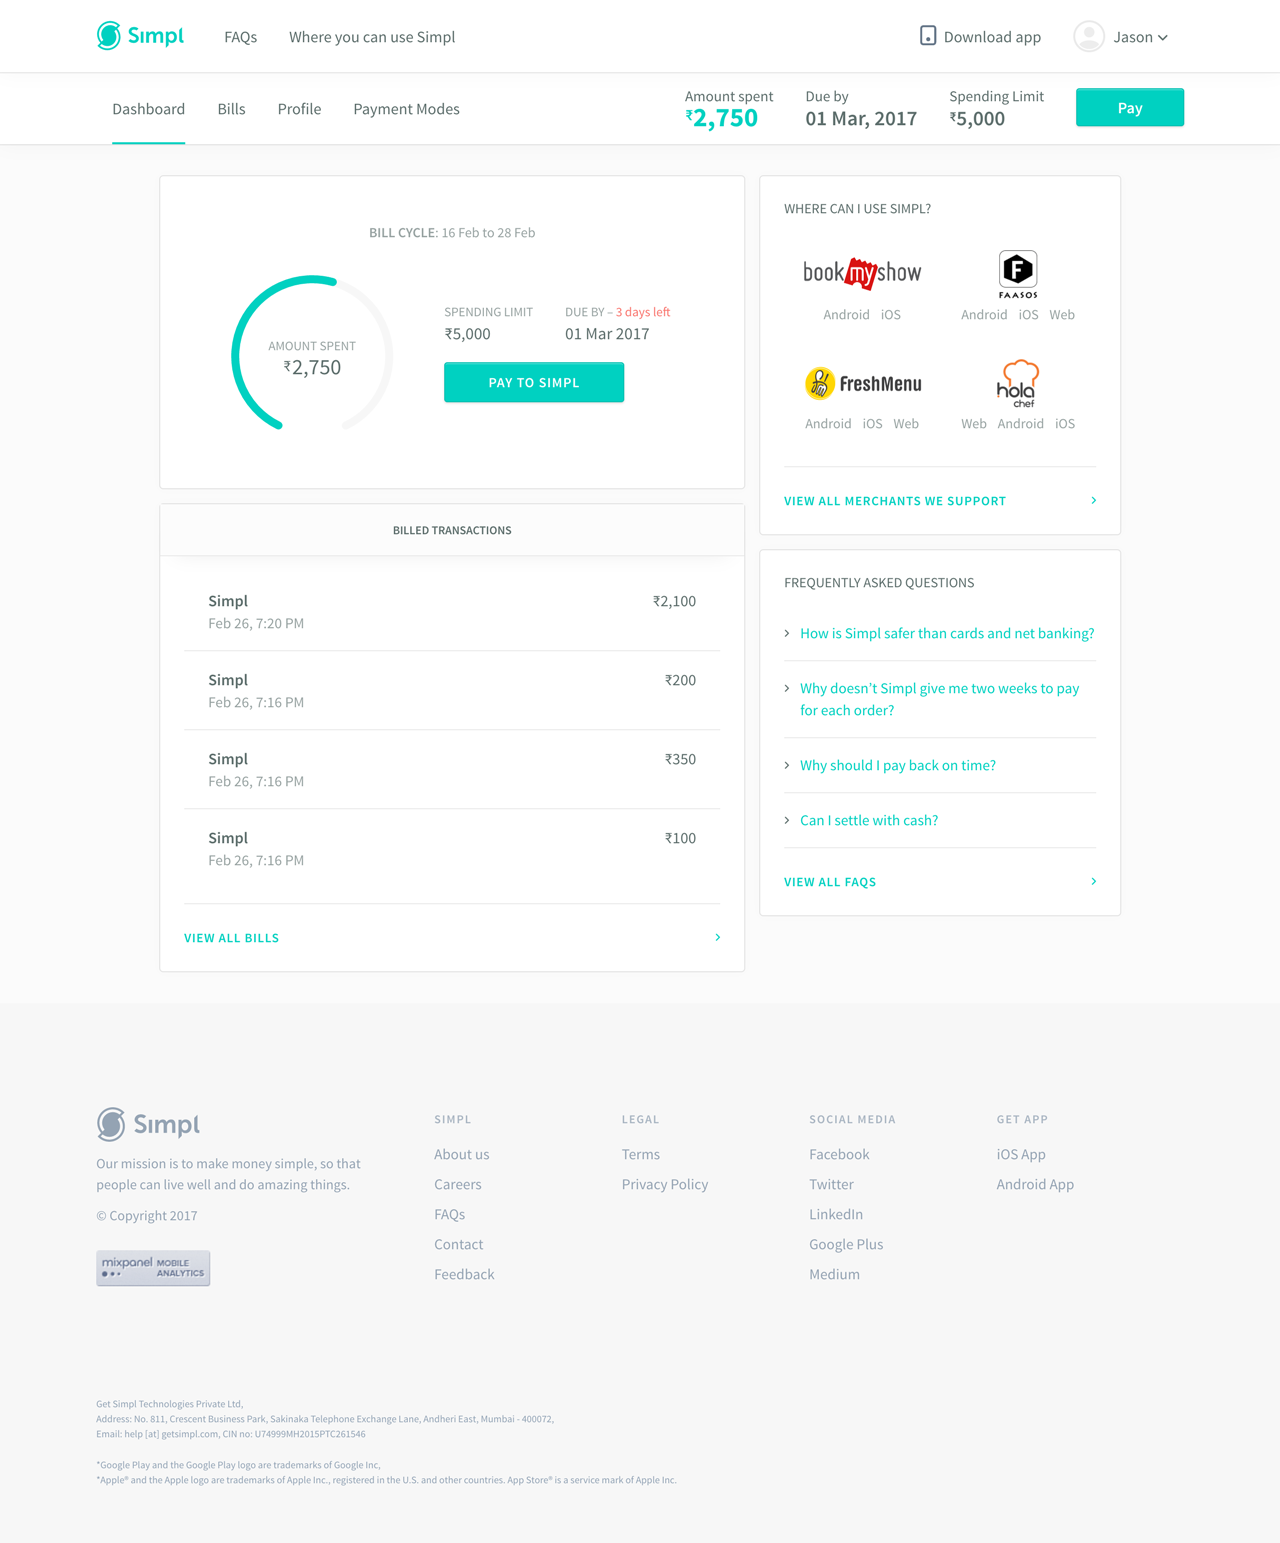 Simpl
FAQs
Where you can use Simpl
Download app
Jason
Dashboard
Bills
Profile
Payment Modes
Amount spent
₹2,750
Due by
01 Mar, 2017
Spending Limit
₹5,000
Pay
BILL CYCLE: 16 Feb to 28 Feb
AMOUNT SPENT
₹2,750
SPENDING LIMIT
₹5,000
DUE BY – 3 days left
01 Mar 2017
PAY TO SIMPL
BILLED TRANSACTIONS
Simpl ₹2,100
Feb 26, 7:20 PM
Simpl ₹200
Feb 26, 7:16 PM
Simpl ₹350
Feb 26, 7:16 PM
Simpl ₹100
Feb 26, 7:16 PM
VIEW ALL BILLS
WHERE CAN I USE SIMPL?
bookmyshow
Android iOS
F
FAASOS
Android iOS Web
FreshMenu
Android iOS Web
hola
chef
Web Android iOS
VIEW ALL MERCHANTS WE SUPPORT
FREQUENTLY ASKED QUESTIONS
How is Simpl safer than cards and net banking?
Why doesn't Simpl give me two weeks to pay
for each order?
Why should I pay back on time?
Can I settle with cash?
VIEW ALL FAQS
Simpl
Our mission is to make money simple, so that
people can live well and do amazing things.
© Copyright 2017
mixpanel MOBILE
ANALYTICS
SIMPL
About us
Careers
FAQs
Contact
Feedback
LEGAL
Terms
Privacy Policy
SOCIAL MEDIA
Facebook
Twitter
LinkedIn
Google Plus
Medium
GET APP
iOS App
Android App
Get Simpl Technologies Private Ltd,
Address: No. 811, Crescent Business Park, Sakinaka Telephone Exchange Lane, Andheri East, Mumbai - 400072,
Email: help [at] getsimpl.com, CIN no: U74999MH2015PTC261546
*Google Play and the Google Play logo are trademarks of Google Inc,
*Apple® and the Apple logo are trademarks of Apple Inc., registered in the U.S. and other countries. App Store® is a service mark of Apple Inc.